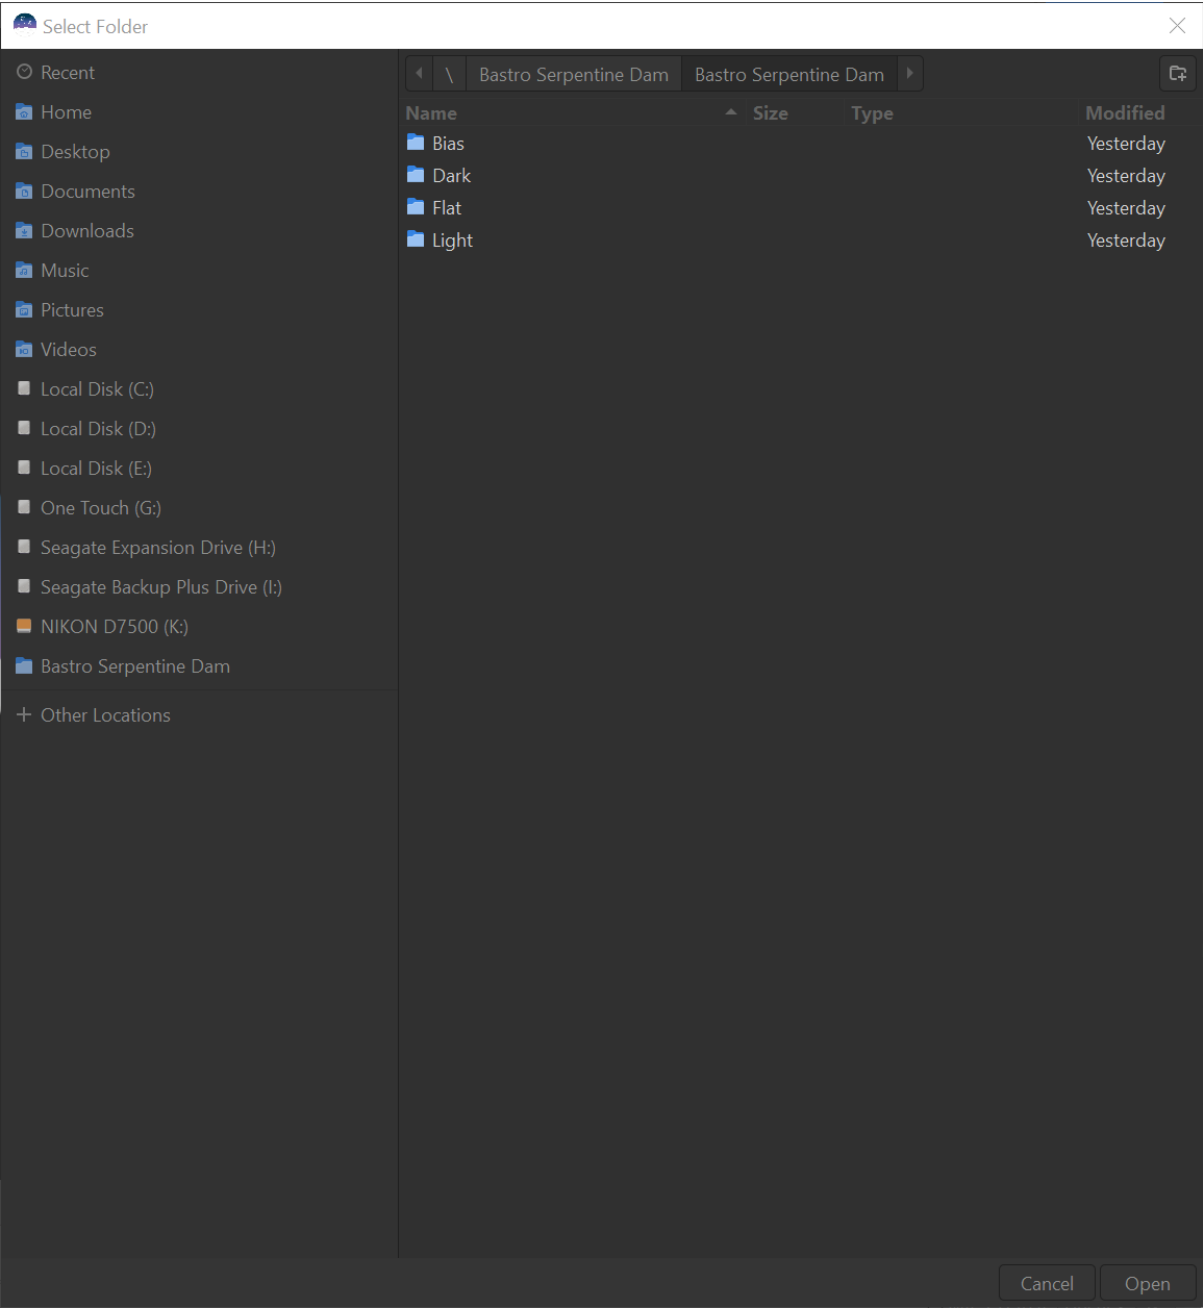 Select Folder
Recent
Home
Desktop
Documents
Downloads
Music
Pictures
Videos
Local Disk (C:)
Local Disk (D:)
Local Disk (E:)
One Touch (G:)
Seagate Expansion Drive (H:)
Seagate Backup Plus Drive (I:)
NIKON D7500 (K:)
Bastro Serpentine Dam
Other Locations
\ Bastro Serpentine Dam Bastro Serpentine Dam
Name Size Type Modified
Bias Yesterday
Dark Yesterday
Flat Yesterday
Light Yesterday
Cancel Open